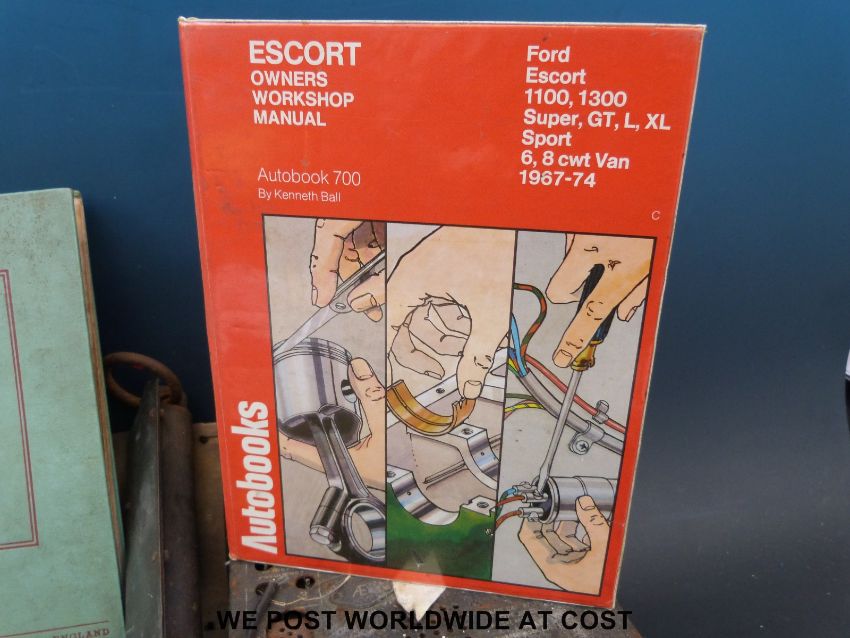 ESCORT
OWNERS
WORKSHOP
MANUAL
Autobook 700
By Kenneth Ball
Ford
Escort
1100, 1300
Super, GT, L, XL
Sport
6, 8 cwt Van
1967-74
C
Autobooks
ENGLAND
WE POST WORLDWIDE AT COST